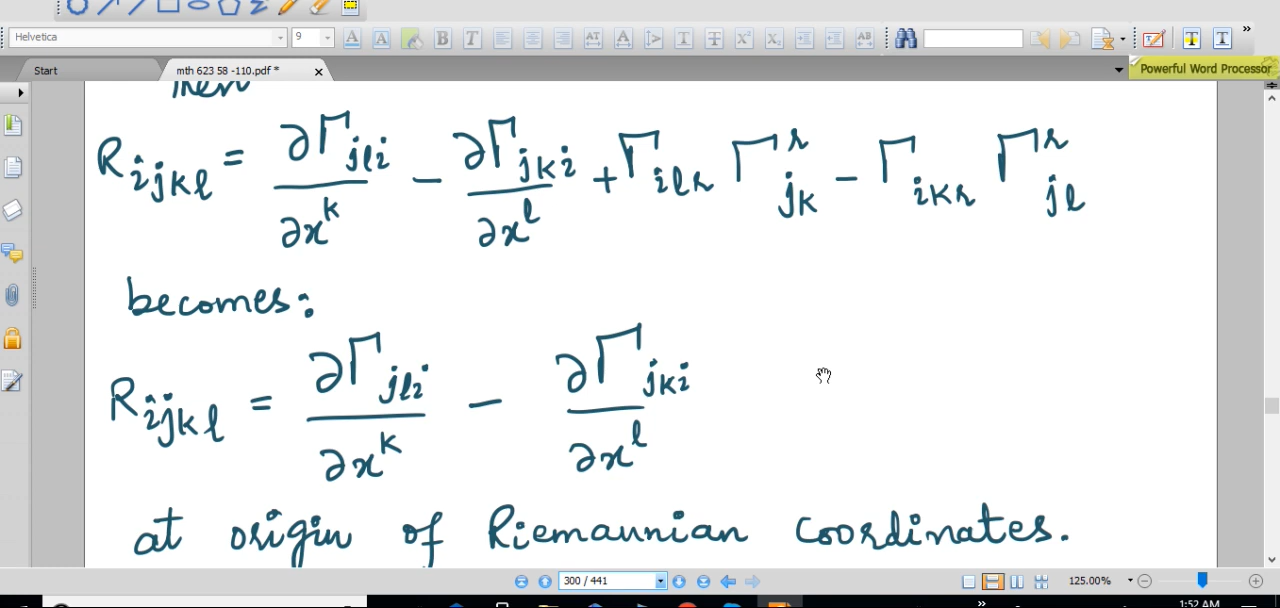 Helvetica 9
Start mth 623 58 -110.pdf * Powerful Word Processor
Then
R_{ijkl} = ∂Γ_{jli}/∂x^k − ∂Γ_{jki}/∂x^l + Γ_{ilr} Γ^r_{jk} − Γ_{ikr} Γ^r_{jl}
becomes:
R_{ijkl} = ∂Γ_{jli}/∂x^k − ∂Γ_{jki}/∂x^l
at origin of Riemannian coordinates.
300 / 441 125.00%
1:52 AM